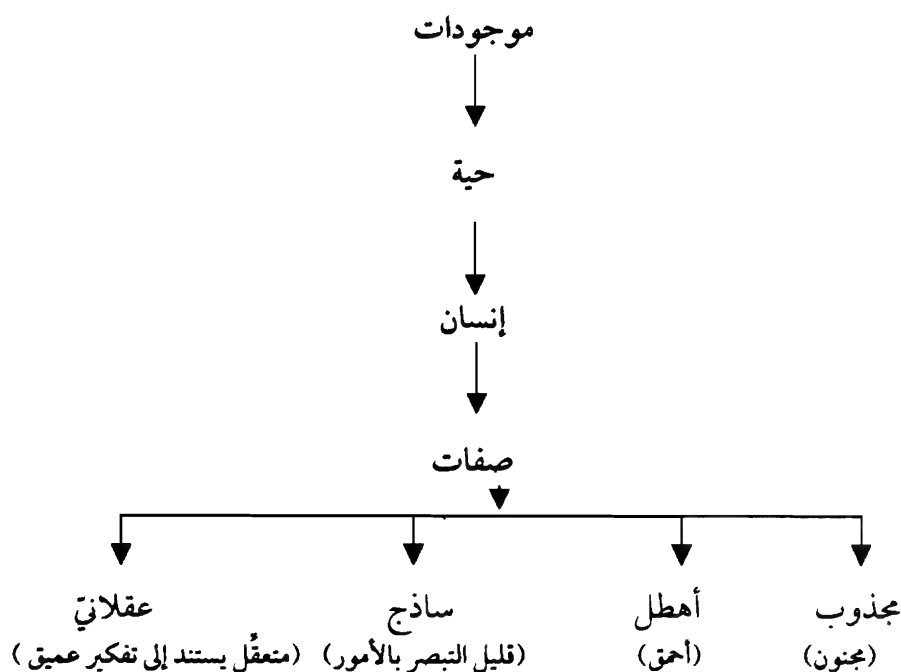 موجودات
حية
إنسان
صفات
مجذوب أهطل ساذج عقلانيّ
(مجنون) (أحمق) (قليل التبصر بالأمور) (متعقِّل يستند إلى تفكير عميق)